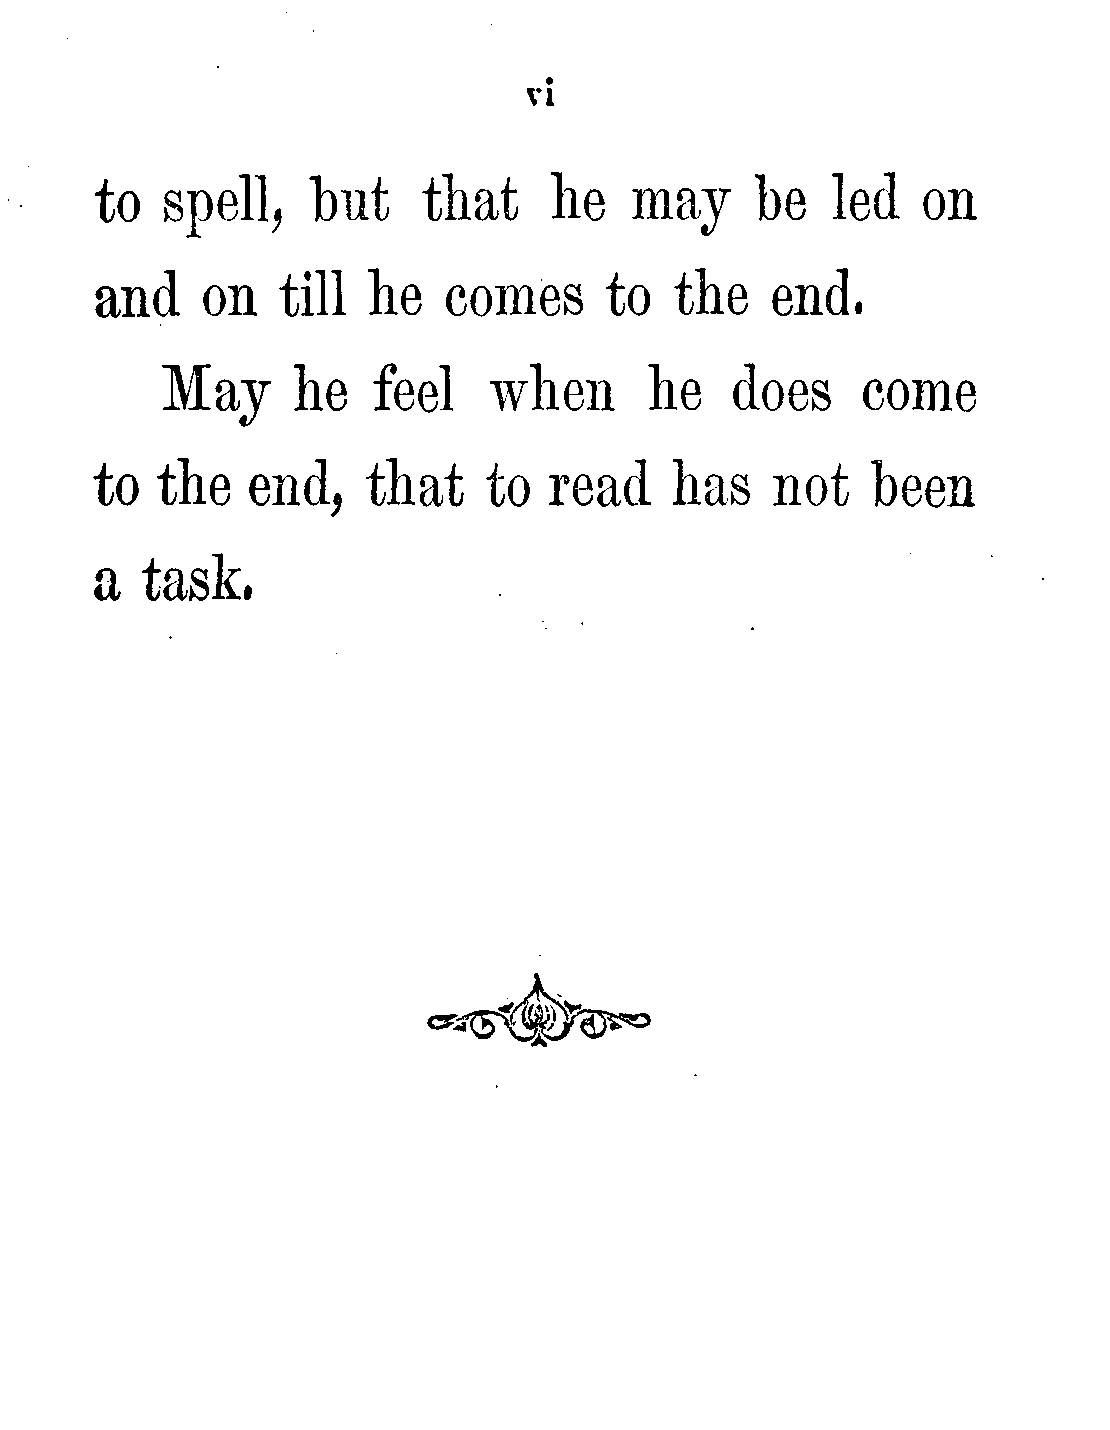 vi
to spell, but that he may be led on
and on till he comes to the end.
May he feel when he does come
to the end, that to read has not been
a task.